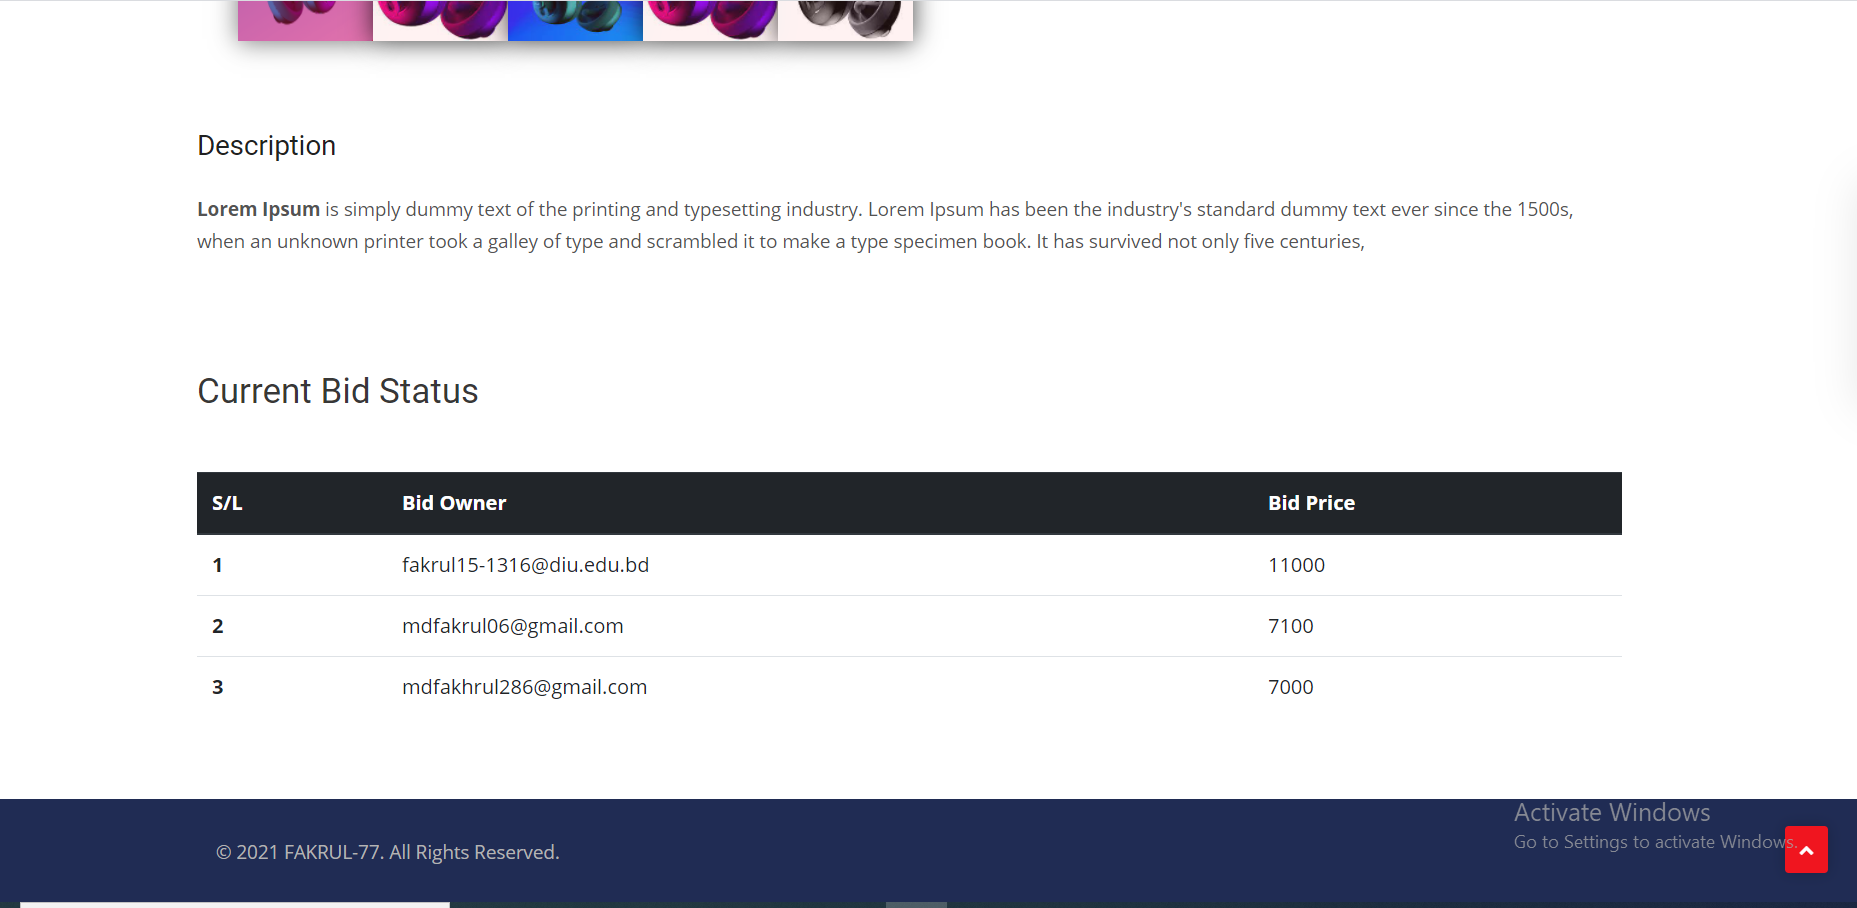 Description
Lorem Ipsum is simply dummy text of the printing and typesetting industry. Lorem Ipsum has been the industry's standard dummy text ever since the 1500s,
when an unknown printer took a galley of type and scrambled it to make a type specimen book. It has survived not only five centuries,
Current Bid Status
S/L Bid Owner Bid Price
1 fakrul15-1316@diu.edu.bd 11000
2 mdfakrul06@gmail.com 7100
3 mdfakhrul286@gmail.com 7000
Activate Windows
Go to Settings to activate Windows.
© 2021 FAKRUL-77. All Rights Reserved.